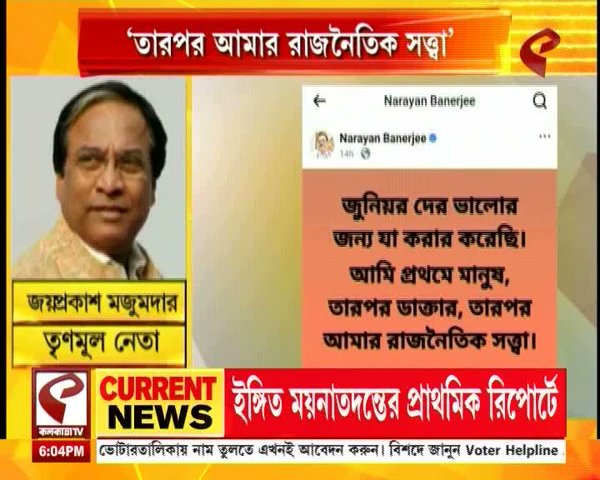 'তারপর আমার রাজনৈতিক সত্ত্বা'
Narayan Banerjee
Narayan Banerjee
14h
জুনিয়র দের ভালোর
জন্য যা করার করেছি।
আমি প্রথমে মানুষ,
তারপর ডাক্তার, তারপর
আমার রাজনৈতিক সত্ত্বা।
জয়প্রকাশ মজুমদার
তৃণমূল নেতা
কলকাতা TV
CURRENT
NEWS
ইঙ্গিত ময়নাতদন্তের প্রাথমিক রিপোর্টে
6:04PM
ভোটারতালিকায় নাম তুলতে এখনই আবেদন করুন। বিশদে জানুন Voter Helpline